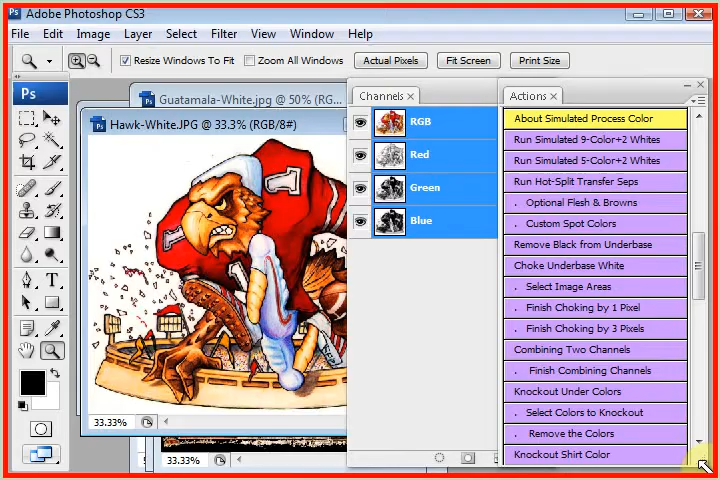 Ps Adobe Photoshop CS3
File Edit Image Layer Select Filter View Window Help
Resize Windows To Fit Zoom All Windows Actual Pixels Fit Screen Print Size
Ps
Guatamala-White.jpg @ 50% (RG...
Ps Hawk-White.JPG @ 33.3% (RGB/8#)
1
1
33.33%
33.33%
Channels ×
RGB
Red
Green
Blue
Actions ×
About Simulated Process Color
Run Simulated 9-Color+2 Whites
Run Simulated 5-Color+2 Whites
Run Hot-Split Transfer Seps
. Optional Flesh & Browns
. Custom Spot Colors
Remove Black from Underbase
Choke Underbase White
. Select Image Areas
. Finish Choking by 1 Pixel
. Finish Choking by 3 Pixels
Combining Two Channels
. Finish Combining Channels
Knockout Under Colors
. Select Colors to Knockout
. Remove the Colors
Knockout Shirt Color